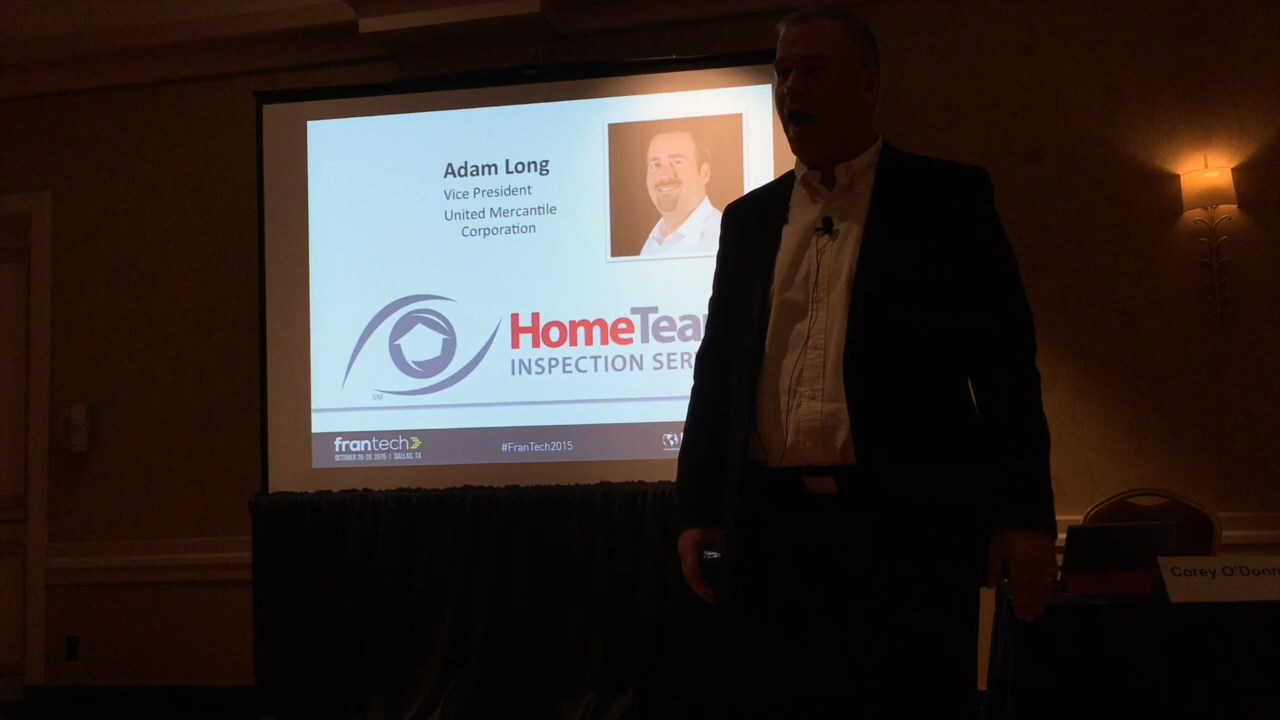 Adam Long
Vice President
United Mercantile
Corporation
HomeTea
INSPECTION SER
SM
frantech
OCTOBER 26-28, 2015 | DALLAS, TX
#FranTech2015
Corey O'Donn